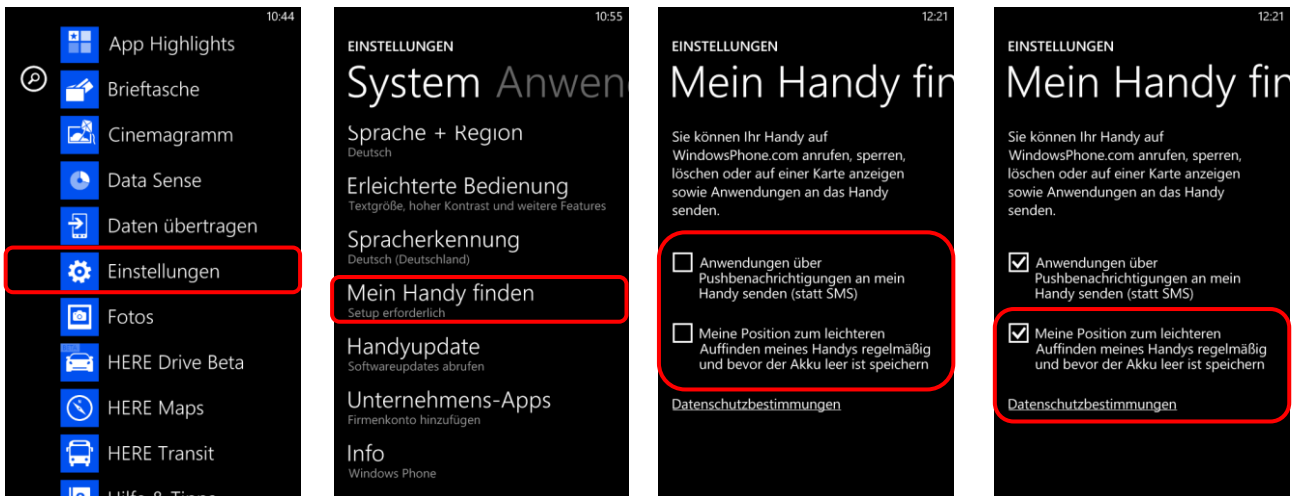 10:44
App Highlights
Brieftasche
Cinemagramm
Data Sense
Daten übertragen
Einstellungen
Fotos
HERE Drive Beta
HERE Maps
HERE Transit
Hilfe & Tipps
10:55
EINSTELLUNGEN
System Anwen
Sprache + Region
Deutsch
Erleichterte Bedienung
Textgröße, hoher Kontrast und weitere Features
Spracherkennung
Deutsch (Deutschland)
Mein Handy finden
Setup erforderlich
Handyupdate
Softwareupdates abrufen
Unternehmens-Apps
Firmenkonto hinzufügen
Info
Windows Phone
12:21
EINSTELLUNGEN
Mein Handy fin
Sie können Ihr Handy auf
WindowsPhone.com anrufen, sperren,
löschen oder auf einer Karte anzeigen
sowie Anwendungen an das Handy
senden.
Anwendungen über
Pushbenachrichtigungen an mein
Handy senden (statt SMS)
Meine Position zum leichteren
Auffinden meines Handys regelmäßig
und bevor der Akku leer ist speichern
Datenschutzbestimmungen
12:21
EINSTELLUNGEN
Mein Handy fin
Sie können Ihr Handy auf
WindowsPhone.com anrufen, sperren,
löschen oder auf einer Karte anzeigen
sowie Anwendungen an das Handy
senden.
Anwendungen über
Pushbenachrichtigungen an mein
Handy senden (statt SMS)
Meine Position zum leichteren
Auffinden meines Handys regelmäßig
und bevor der Akku leer ist speichern
Datenschutzbestimmungen